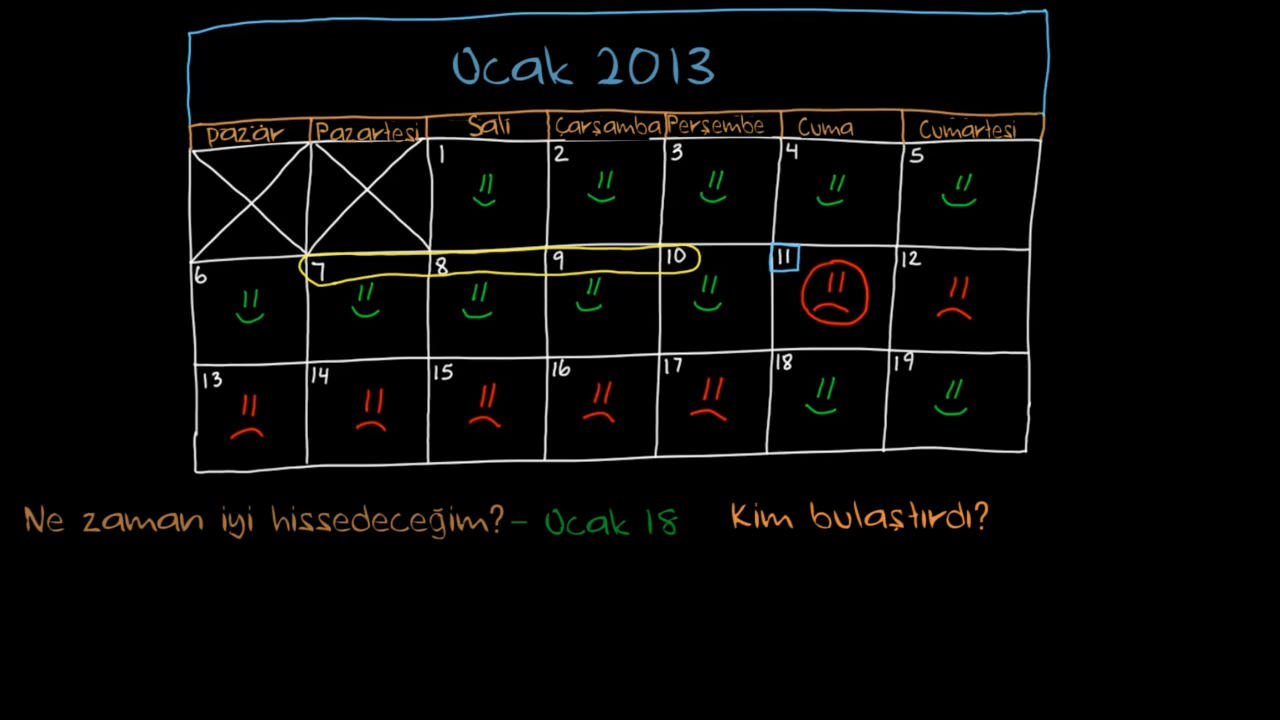 Ocak 2013
pazar Pazartesi Sali Çarşamba Perşembe Cuma Cumartesi
1 2 3 4 5
6 7 8 9 10 11 12
13 14 15 16 17 18 19
Ne zaman iyi hissedeceğim? - Ocak 18 Kim bulaştırdı?